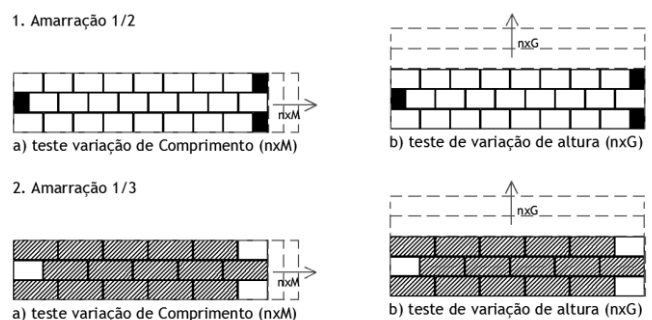 1. Amarração 1/2
nxG
nxM
a) teste variação de Comprimento (nxM)
b) teste de variação de altura (nxG)
2. Amarração 1/3
nxG
nxM
a) teste variação de Comprimento (nxM)
b) teste de variação de altura (nxG)